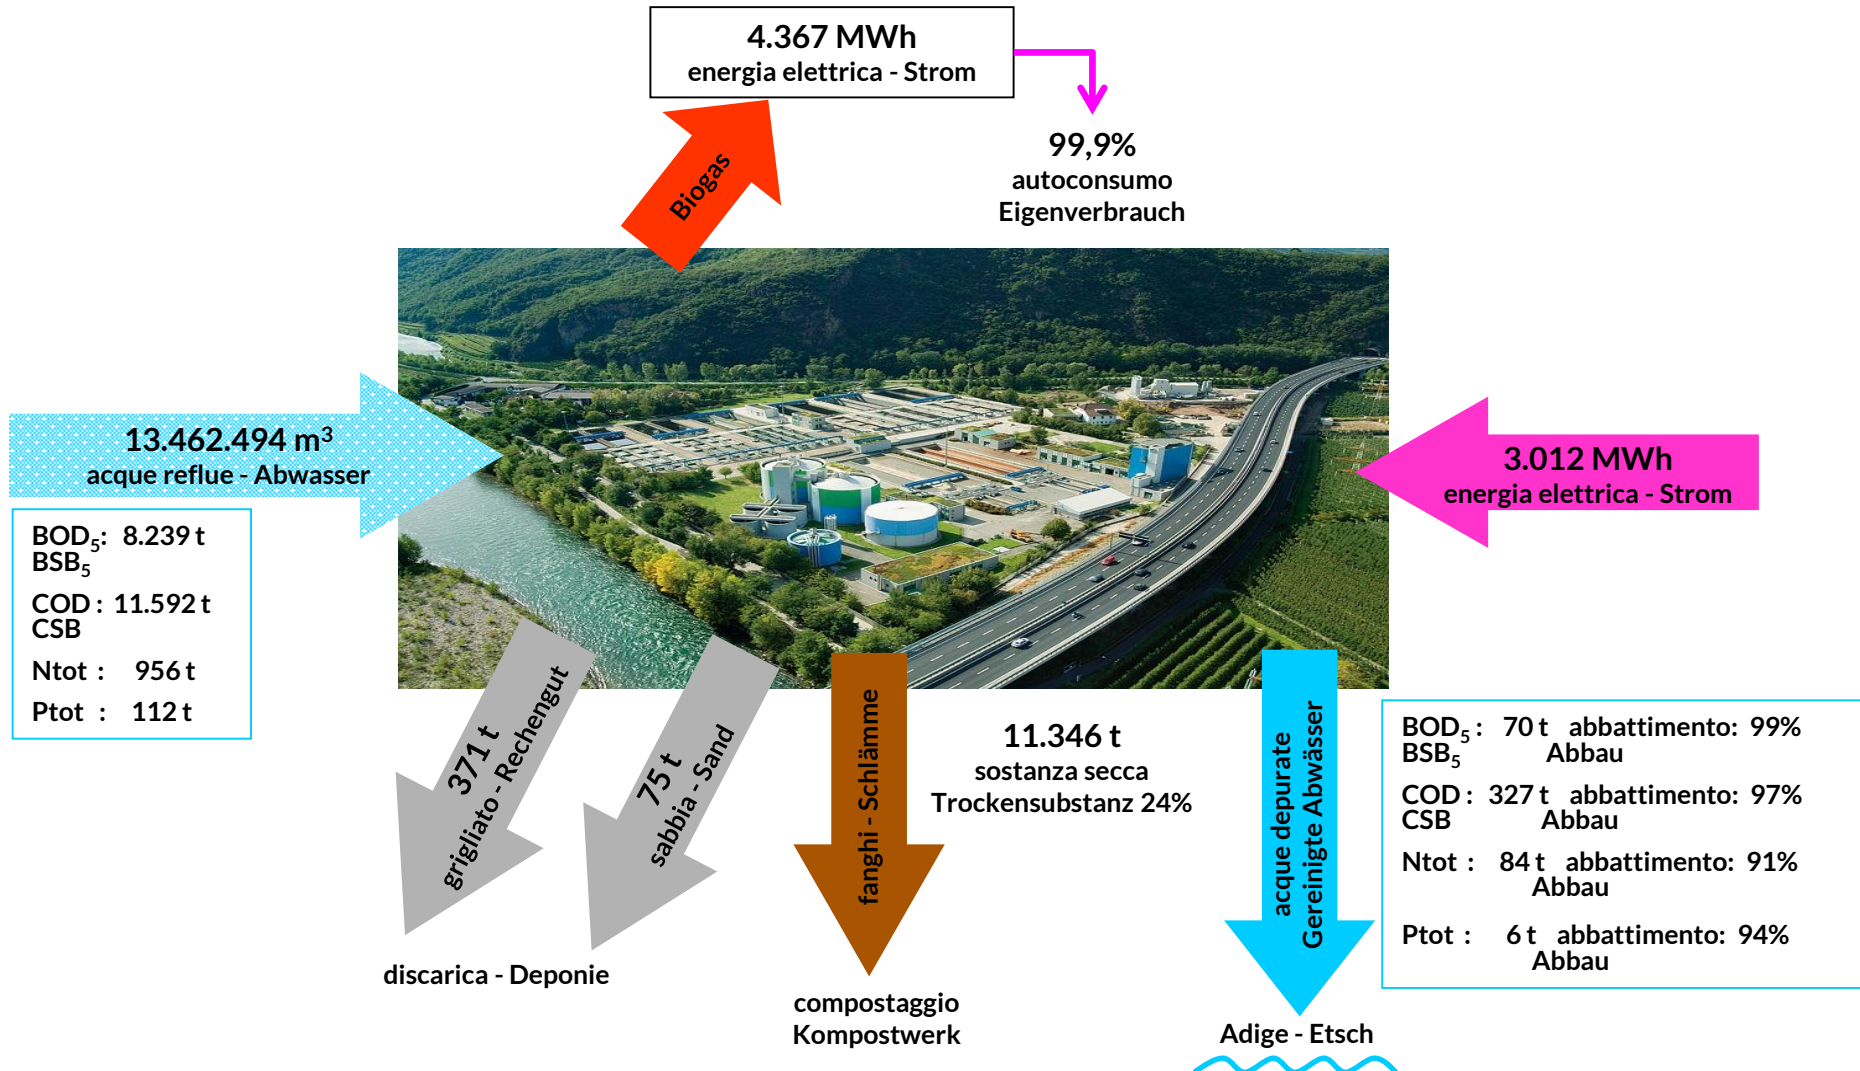 4.367 MWh
energia elettrica - Strom
99,9%
autoconsumo
Eigenverbrauch
Biogas
13.462.494 m³
acque reflue - Abwasser
BOD₅: 8.239 t
BSB₅
COD : 11.592 t
CSB
Ntot : 956 t
Ptot : 112 t
3.012 MWh
energia elettrica - Strom
371 t
grigliato - Rechengut
75 t
sabbia - Sand
discarica - Deponie
fanghi - Schlämme
11.346 t
sostanza secca
Trockensubstanz 24%
compostaggio
Kompostwerk
acque depurate
Gereinigte Abwässer
Adige - Etsch
BOD₅ : 70 t abbattimento: 99%
BSB₅ Abbau
COD : 327 t abbattimento: 97%
CSB Abbau
Ntot : 84 t abbattimento: 91%
Abbau
Ptot : 6 t abbattimento: 94%
Abbau